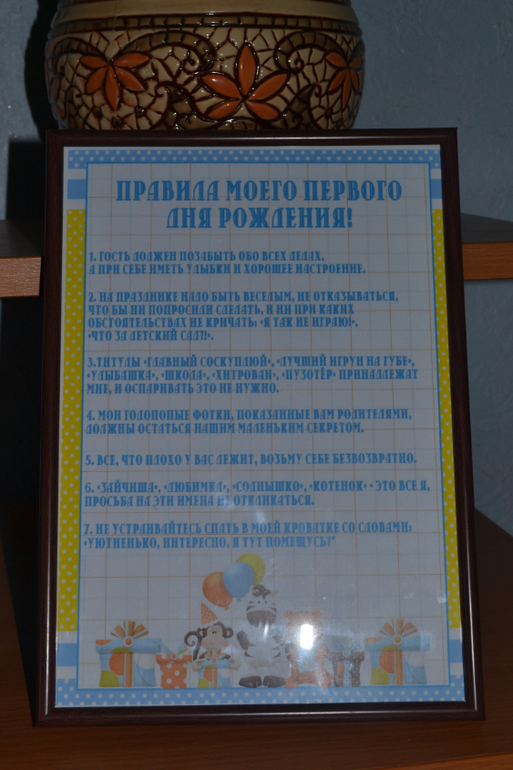 ПРАВИЛА МОЕГО ПЕРВОГО
ДНЯ РОЖДЕНИЯ!
1. ГОСТЬ ДОЛЖЕН ПОЗАБЫТЬ ОБО ВСЕХ ДЕЛАХ,
А ПРИ СЕБЕ ИМЕТЬ УЛЫБКИ И ХОРОШЕЕ НАСТРОЕНИЕ.
2. НА ПРАЗДНИКЕ НАДО БЫТЬ ВЕСЕЛЫМ, НЕ ОТКАЗЫВАТЬСЯ,
ЧТО БЫ НИ ПОПРОСИЛИ СДЕЛАТЬ, И НИ ПРИ КАКИХ
ОБСТОЯТЕЛЬСТВАХ НЕ КРИЧАТЬ: «Я ТАК НЕ ИГРАЮ!»,
«ЧТО ЗА ДЕТСКИЙ САД?!».
3.ТИТУЛЫ «ГЛАВНЫЙ СОСКУПЛЮЙ», «ЛУЧШИЙ ИГРУН НА ГУБЕ»,
«УЛЫБАШКА», «ШКОДА», «ХИТРОВАН», «ПУЗОТЁР» ПРИНАДЛЕЖАТ
МНЕ, И ОСПАРИВАТЬ ЭТО НЕ НУЖНО.
4. МОИ ГОЛОПОПЫЕ ФОТКИ, ПОКАЗАННЫЕ ВАМ РОДИТЕЛЯМИ,
ДОЛЖНЫ ОСТАТЬСЯ НАШИМ МАЛЕНЬКИМ СЕКРЕТОМ.
5. ВСЕ, ЧТО ПЛОХО У ВАС ЛЕЖИТ, ВОЗЬМУ СЕБЕ БЕЗВОЗВРАТНО.
6. «ЗАЙЧИША», «ЛЮБИМКА», «СОЛНЫШКО», «КОТЕНОК» - ЭТО ВСЕ Я,
ПРОСЬБА НА ЭТИ ИМЕНА НЕ ОТКЛИКАТЬСЯ.
7. НЕ УСТРАИВАЙТЕСЬ СПАТЬ В МОЕЙ КРОВАТКЕ СО СЛОВАМИ:
«УЮТНЕНЬКО, ИНТЕРЕСНО, Я ТУТ ПОМЕЩУСЬ?"